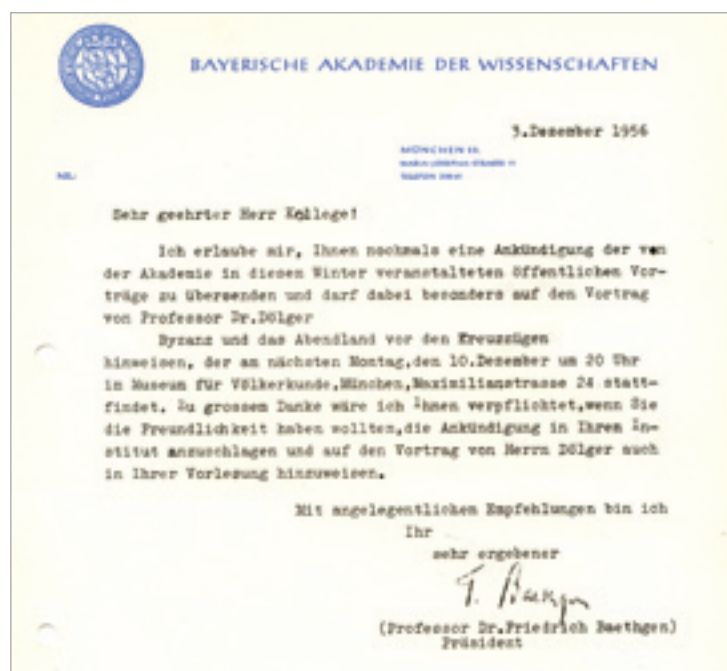 BAYERISCHE AKADEMIE DER WISSENSCHAFTEN
3.Dezember 1956
MÜNCHEN
NR.:
TELEFON
Sehr geehrter Herr Kollege!
Ich erlaube mir, Ihnen nochmals eine Ankündigung der von
der Akademie in diesen Winter veranstalteten öffentlichen Vor-
träge zu übersenden und darf dabei besonders auf den Vortrag
von Professor Dr.Dölger
Byzanz und das Abendland vor den Kreuzzügen
hinweisen, der am nächsten Montag,den 10.Dezember um 20 Uhr
im Museum für Völkerkunde,München,Maximilianstrasse 24 statt-
findet. Zu grossem Danke wäre ich Ihnen verpflichtet,wenn Sie
die Freundlichkeit haben wollten,die Ankündigung in Ihrem In-
stitut anzuschlagen und auf den Vortrag von Herrn Dölger auch
in Ihrer Vorlesung hinzuweisen.
Mit angelegentlichen Empfehlungen bin ich
Ihr
sehr ergebener
F. Baethgen
(Professor Dr.Friedrich Baethgen)
Präsident